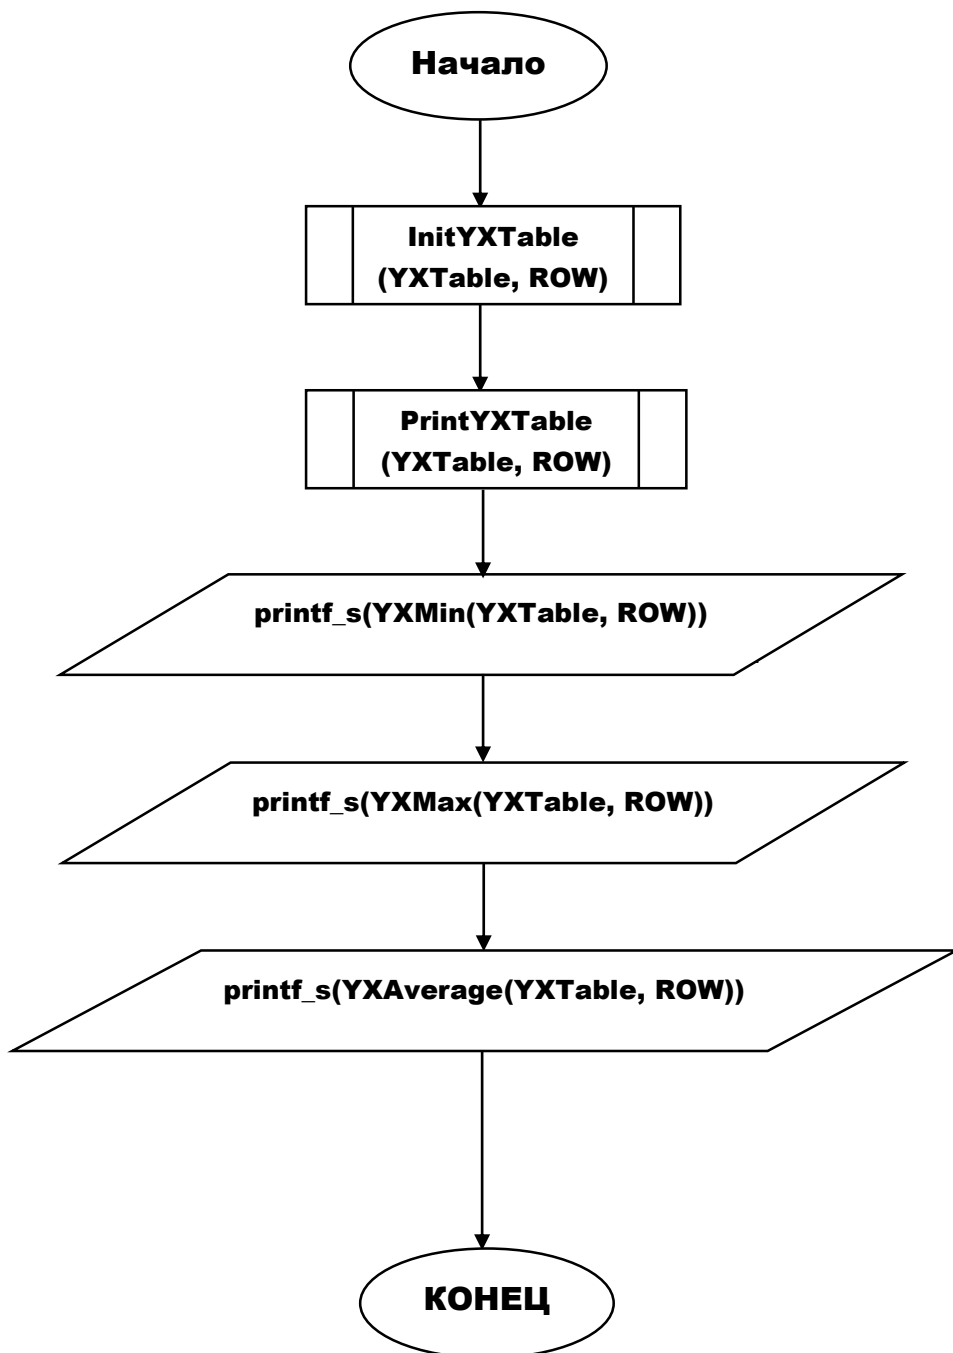 Начало
InitYXTable
(YXTable, ROW)
PrintYXTable
(YXTable, ROW)
printf_s(YXMin(YXTable, ROW))
printf_s(YXMax(YXTable, ROW))
printf_s(YXAverage(YXTable, ROW))
КОНЕЦ